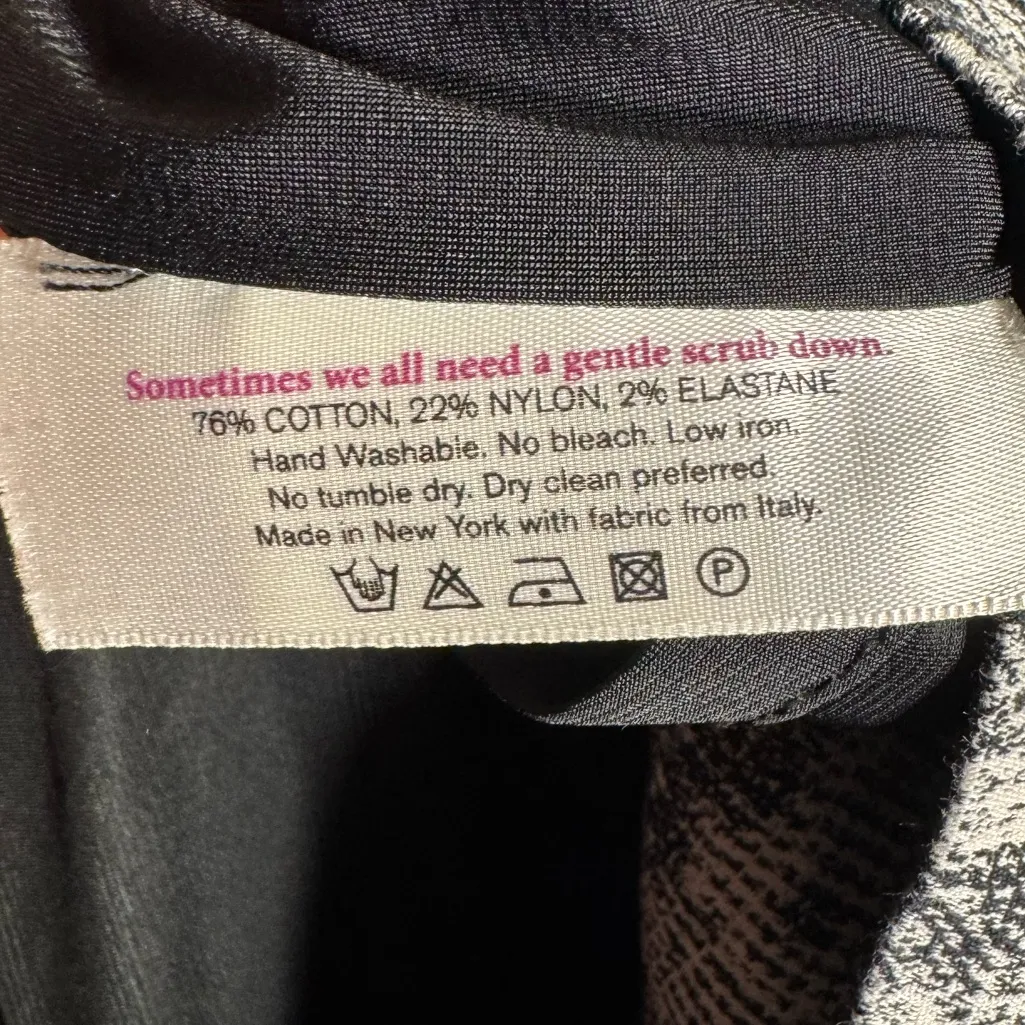 Sometimes we all need a gentle scrub down.
76% COTTON, 22% NYLON, 2% ELASTANE
Hand Washable. No bleach. Low iron.
No tumble dry. Dry clean preferred.
Made in New York with fabric from Italy.
P